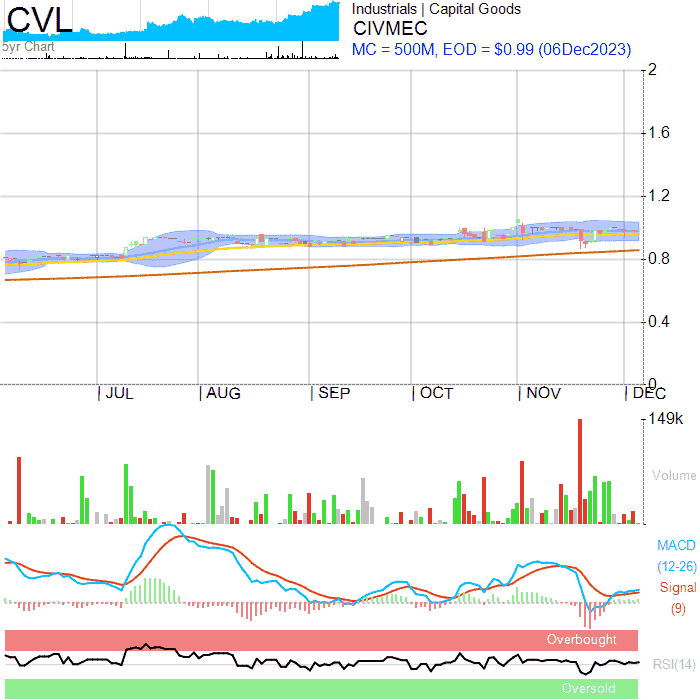 CVL
5yr Chart
Industrials | Capital Goods
CIVMEC
MC = 500M, EOD = $0.99 (06Dec2023)
2
1.6
1.2
0.8
0.4
0
JUL
AUG
SEP
OCT
NOV
DEC
149k
Volume
MACD
(12-26)
Signal
(9)
Overbought
RSI(14)
Oversold